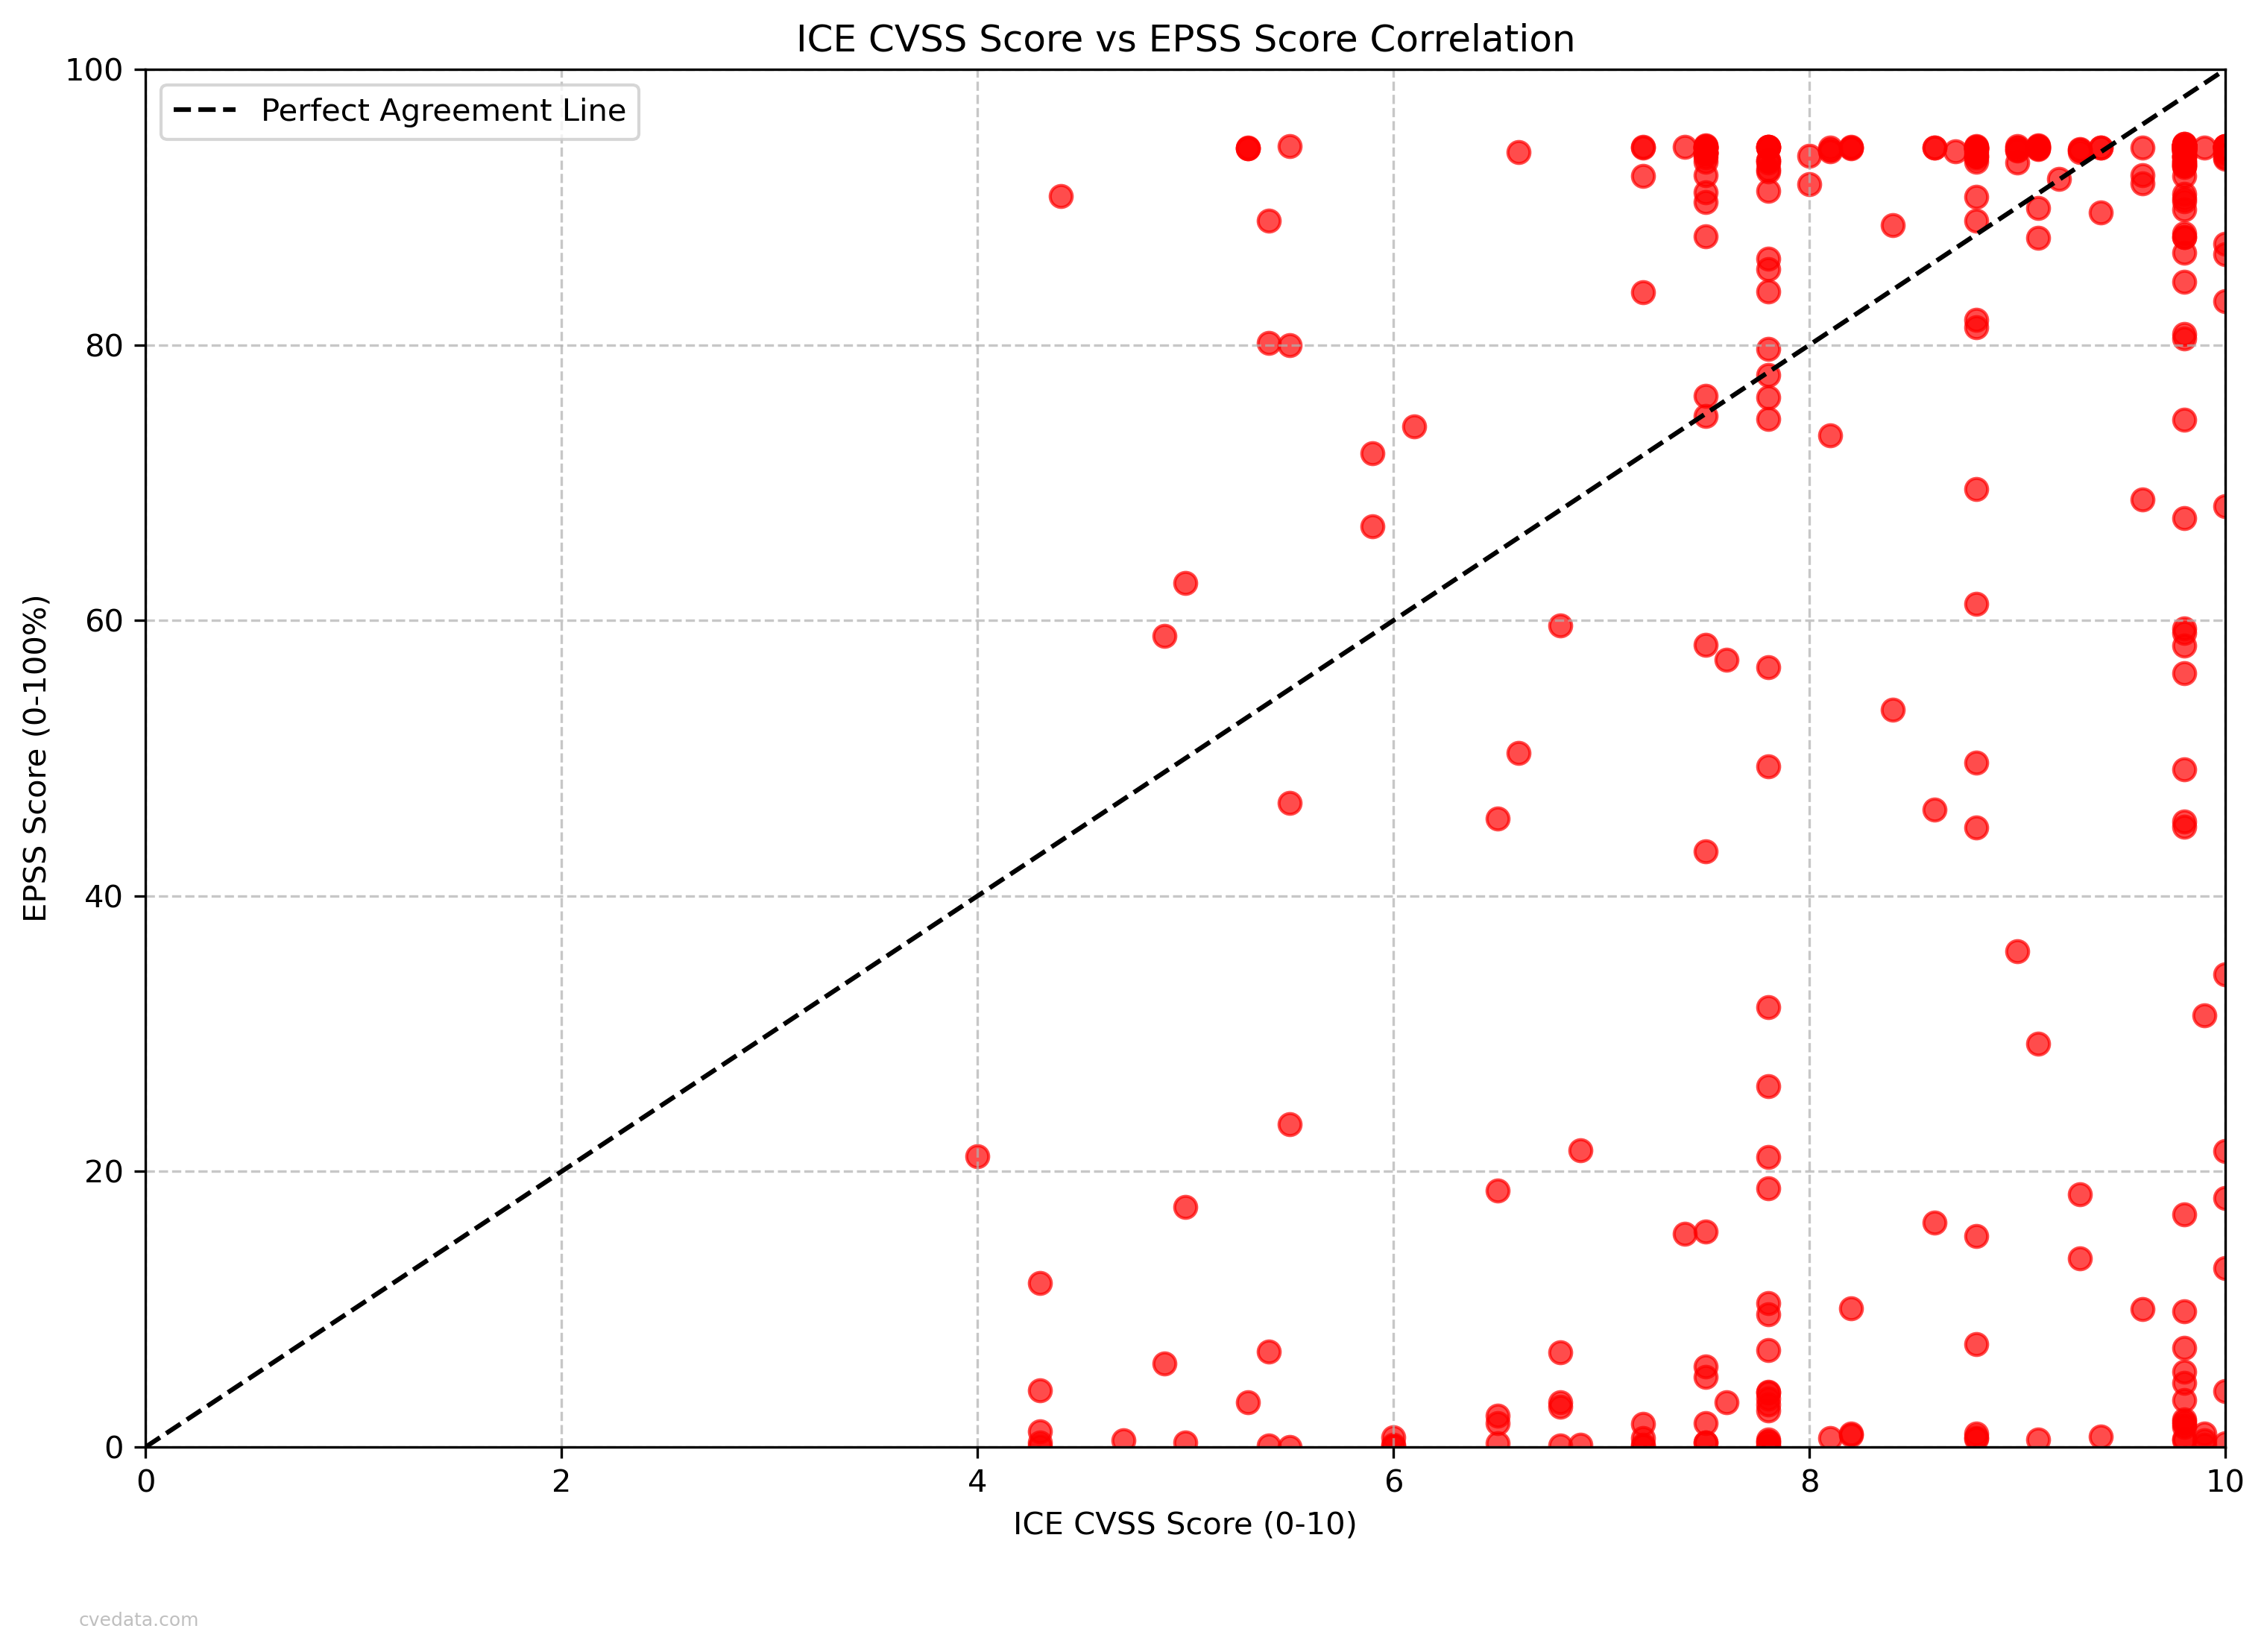 ICE CVSS Score vs EPSS Score Correlation
Perfect Agreement Line
EPSS Score (0-100%)
100
80
60
40
20
0
0 2 4 6 8 10
ICE CVSS Score (0-10)
cvedata.com